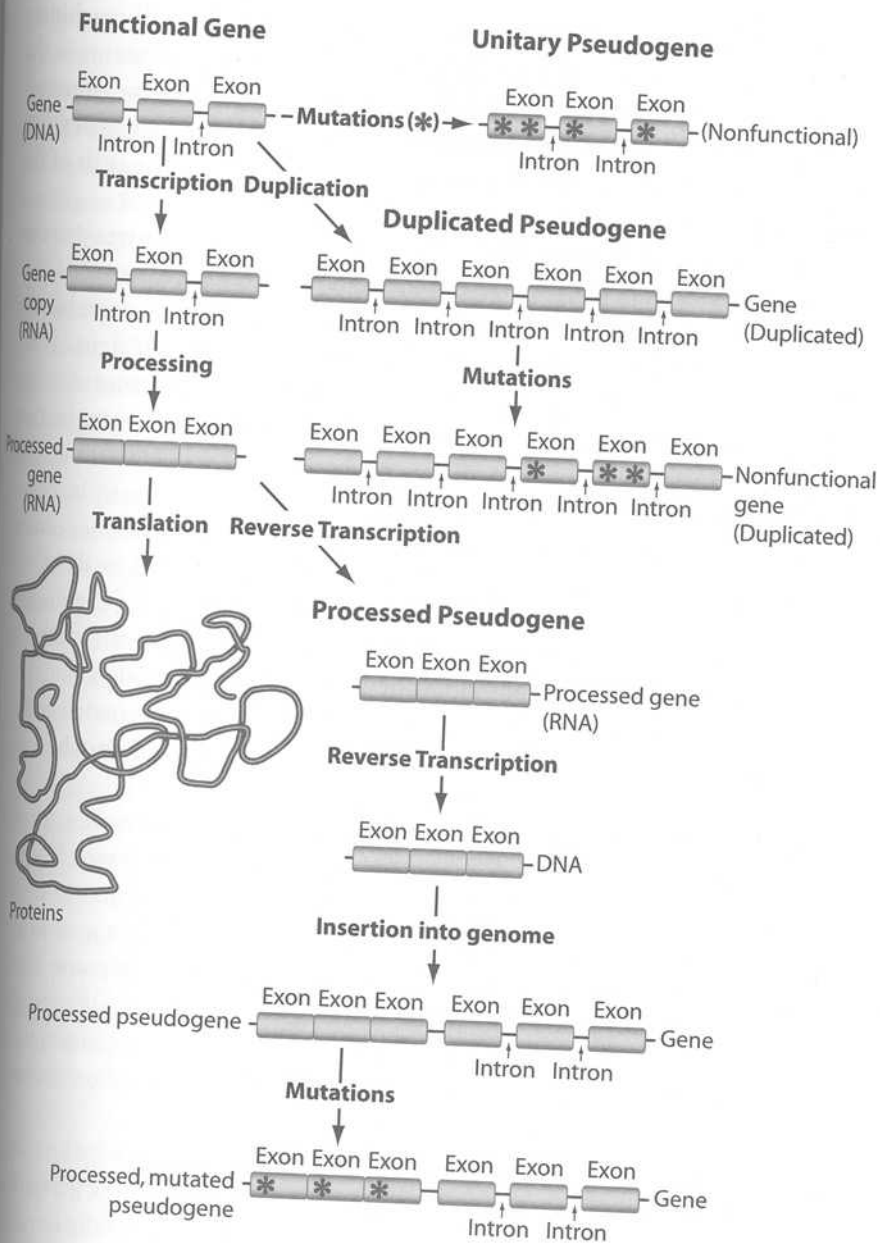 Functional Gene
Unitary Pseudogene
Exon Exon Exon
Gene
(DNA)
Intron Intron
Mutations (*)
Exon Exon Exon
* * * *
(Nonfunctional)
Intron Intron
Transcription Duplication
Duplicated Pseudogene
Exon Exon Exon
Gene
copy
(RNA)
Intron Intron
Exon Exon Exon Exon Exon Exon
Gene
(Duplicated)
Intron Intron Intron Intron Intron
Processing
Mutations
Exon Exon Exon
Processed
gene
(RNA)
Exon Exon Exon Exon Exon Exon
* * *
Nonfunctional
gene
(Duplicated)
Intron Intron Intron Intron Intron
Translation Reverse Transcription
Proteins
Processed Pseudogene
Exon Exon Exon
Processed gene
(RNA)
Reverse Transcription
Exon Exon Exon
DNA
Insertion into genome
Exon Exon Exon Exon Exon Exon
Processed pseudogene
Gene
Intron Intron
Mutations
Exon Exon Exon Exon Exon Exon
Processed, mutated
pseudogene
* * *
Gene
Intron Intron